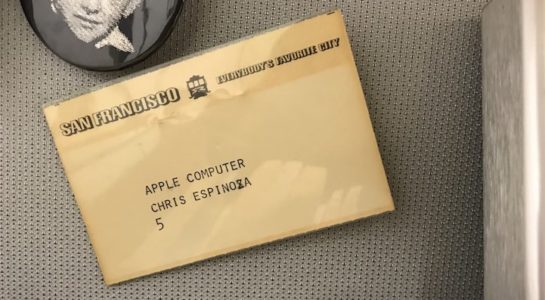 SAN FRANCISCO EVERYBODY'S FAVORITE CITY
APPLE COMPUTER
CHRIS ESPINOZA
5